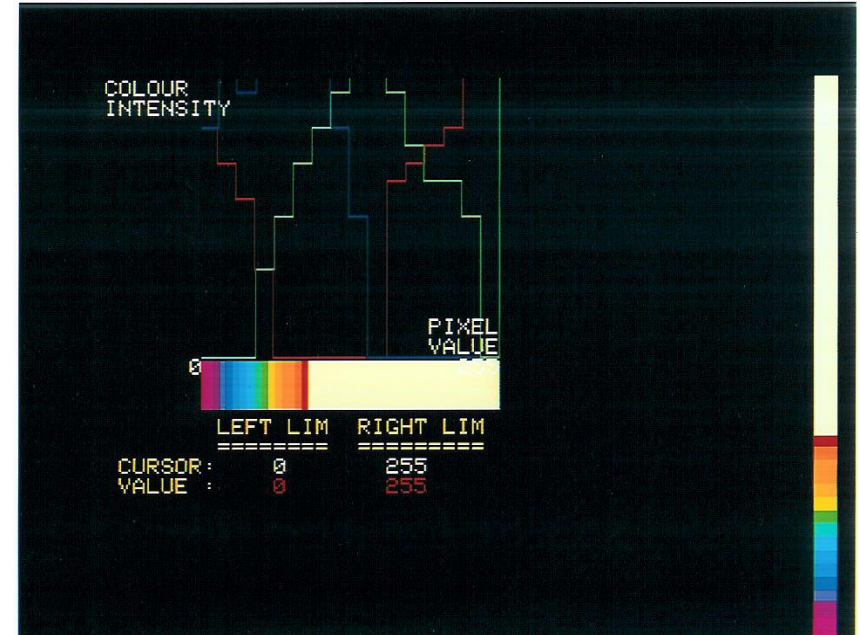 COLOUR
INTENSITY
PIXEL
VALUE
0
LEFT LIM RIGHT LIM
======== =========
CURSOR: 0 255
VALUE : 0 255